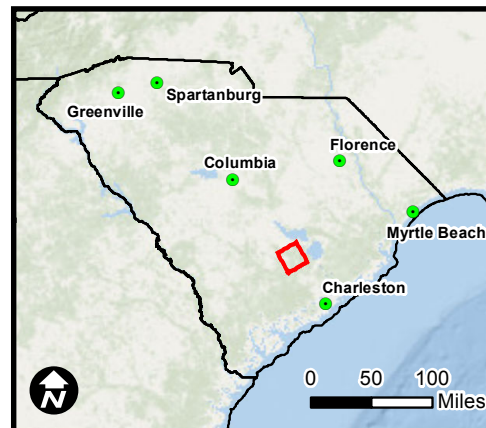 Spartanburg
Greenville
Florence
Columbia
Myrtle Beach
Charleston
N
0 50 100
Miles